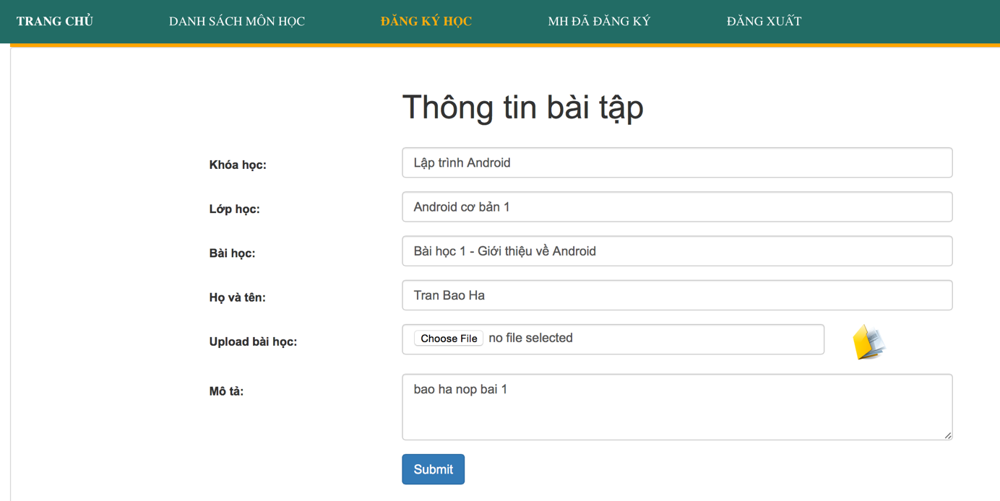 TRANG CHỦ DANH SÁCH MÔN HỌC ĐĂNG KÝ HỌC MH ĐÃ ĐĂNG KÝ ĐĂNG XUẤT
Thông tin bài tập
Khóa học: Lập trình Android
Lớp học: Android cơ bản 1
Bài học: Bài học 1 - Giới thiệu về Android
Họ và tên: Tran Bao Ha
Upload bài học: Choose File no file selected
Mô tả: bao ha nop bai 1
Submit